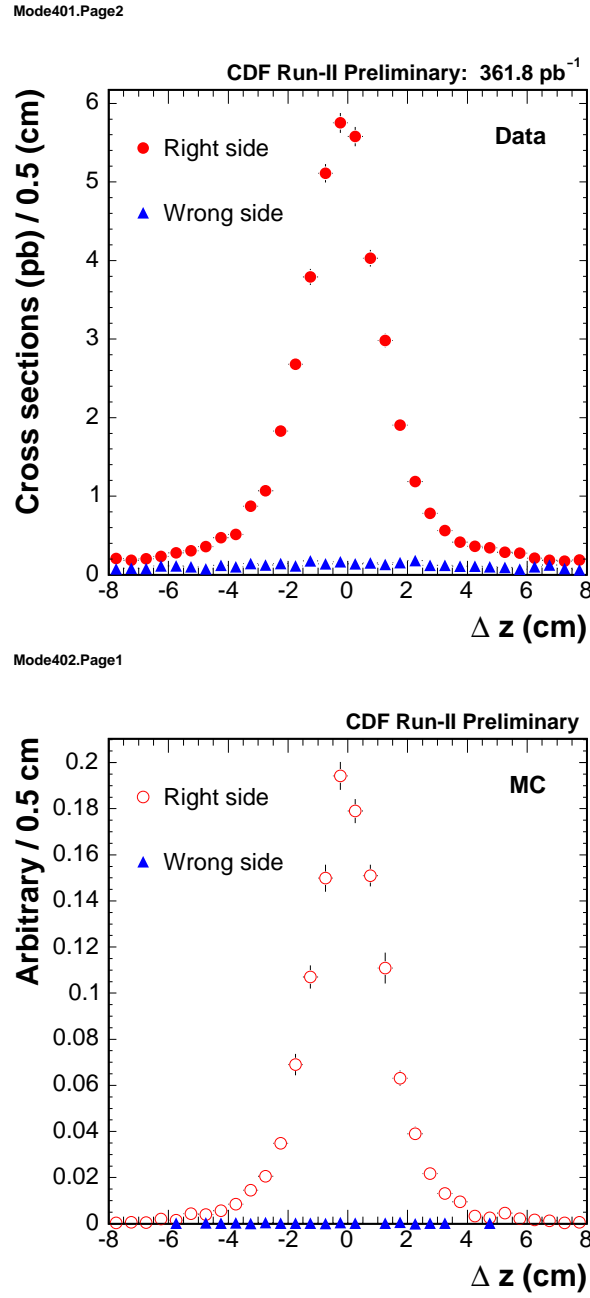 Mode401.Page2
CDF Run-II Preliminary: 361.8 pb⁻¹
Cross sections (pb) / 0.5 (cm)
6
5
4
3
2
1
0
Right side
Wrong side
Data
-8 -6 -4 -2 0 2 4 6 8
Δ z (cm)
Mode402.Page1
CDF Run-II Preliminary
Arbitrary / 0.5 cm
0.2
0.18
0.16
0.14
0.12
0.1
0.08
0.06
0.04
0.02
0
Right side
Wrong side
MC
-8 -6 -4 -2 0 2 4 6 8
Δ z (cm)